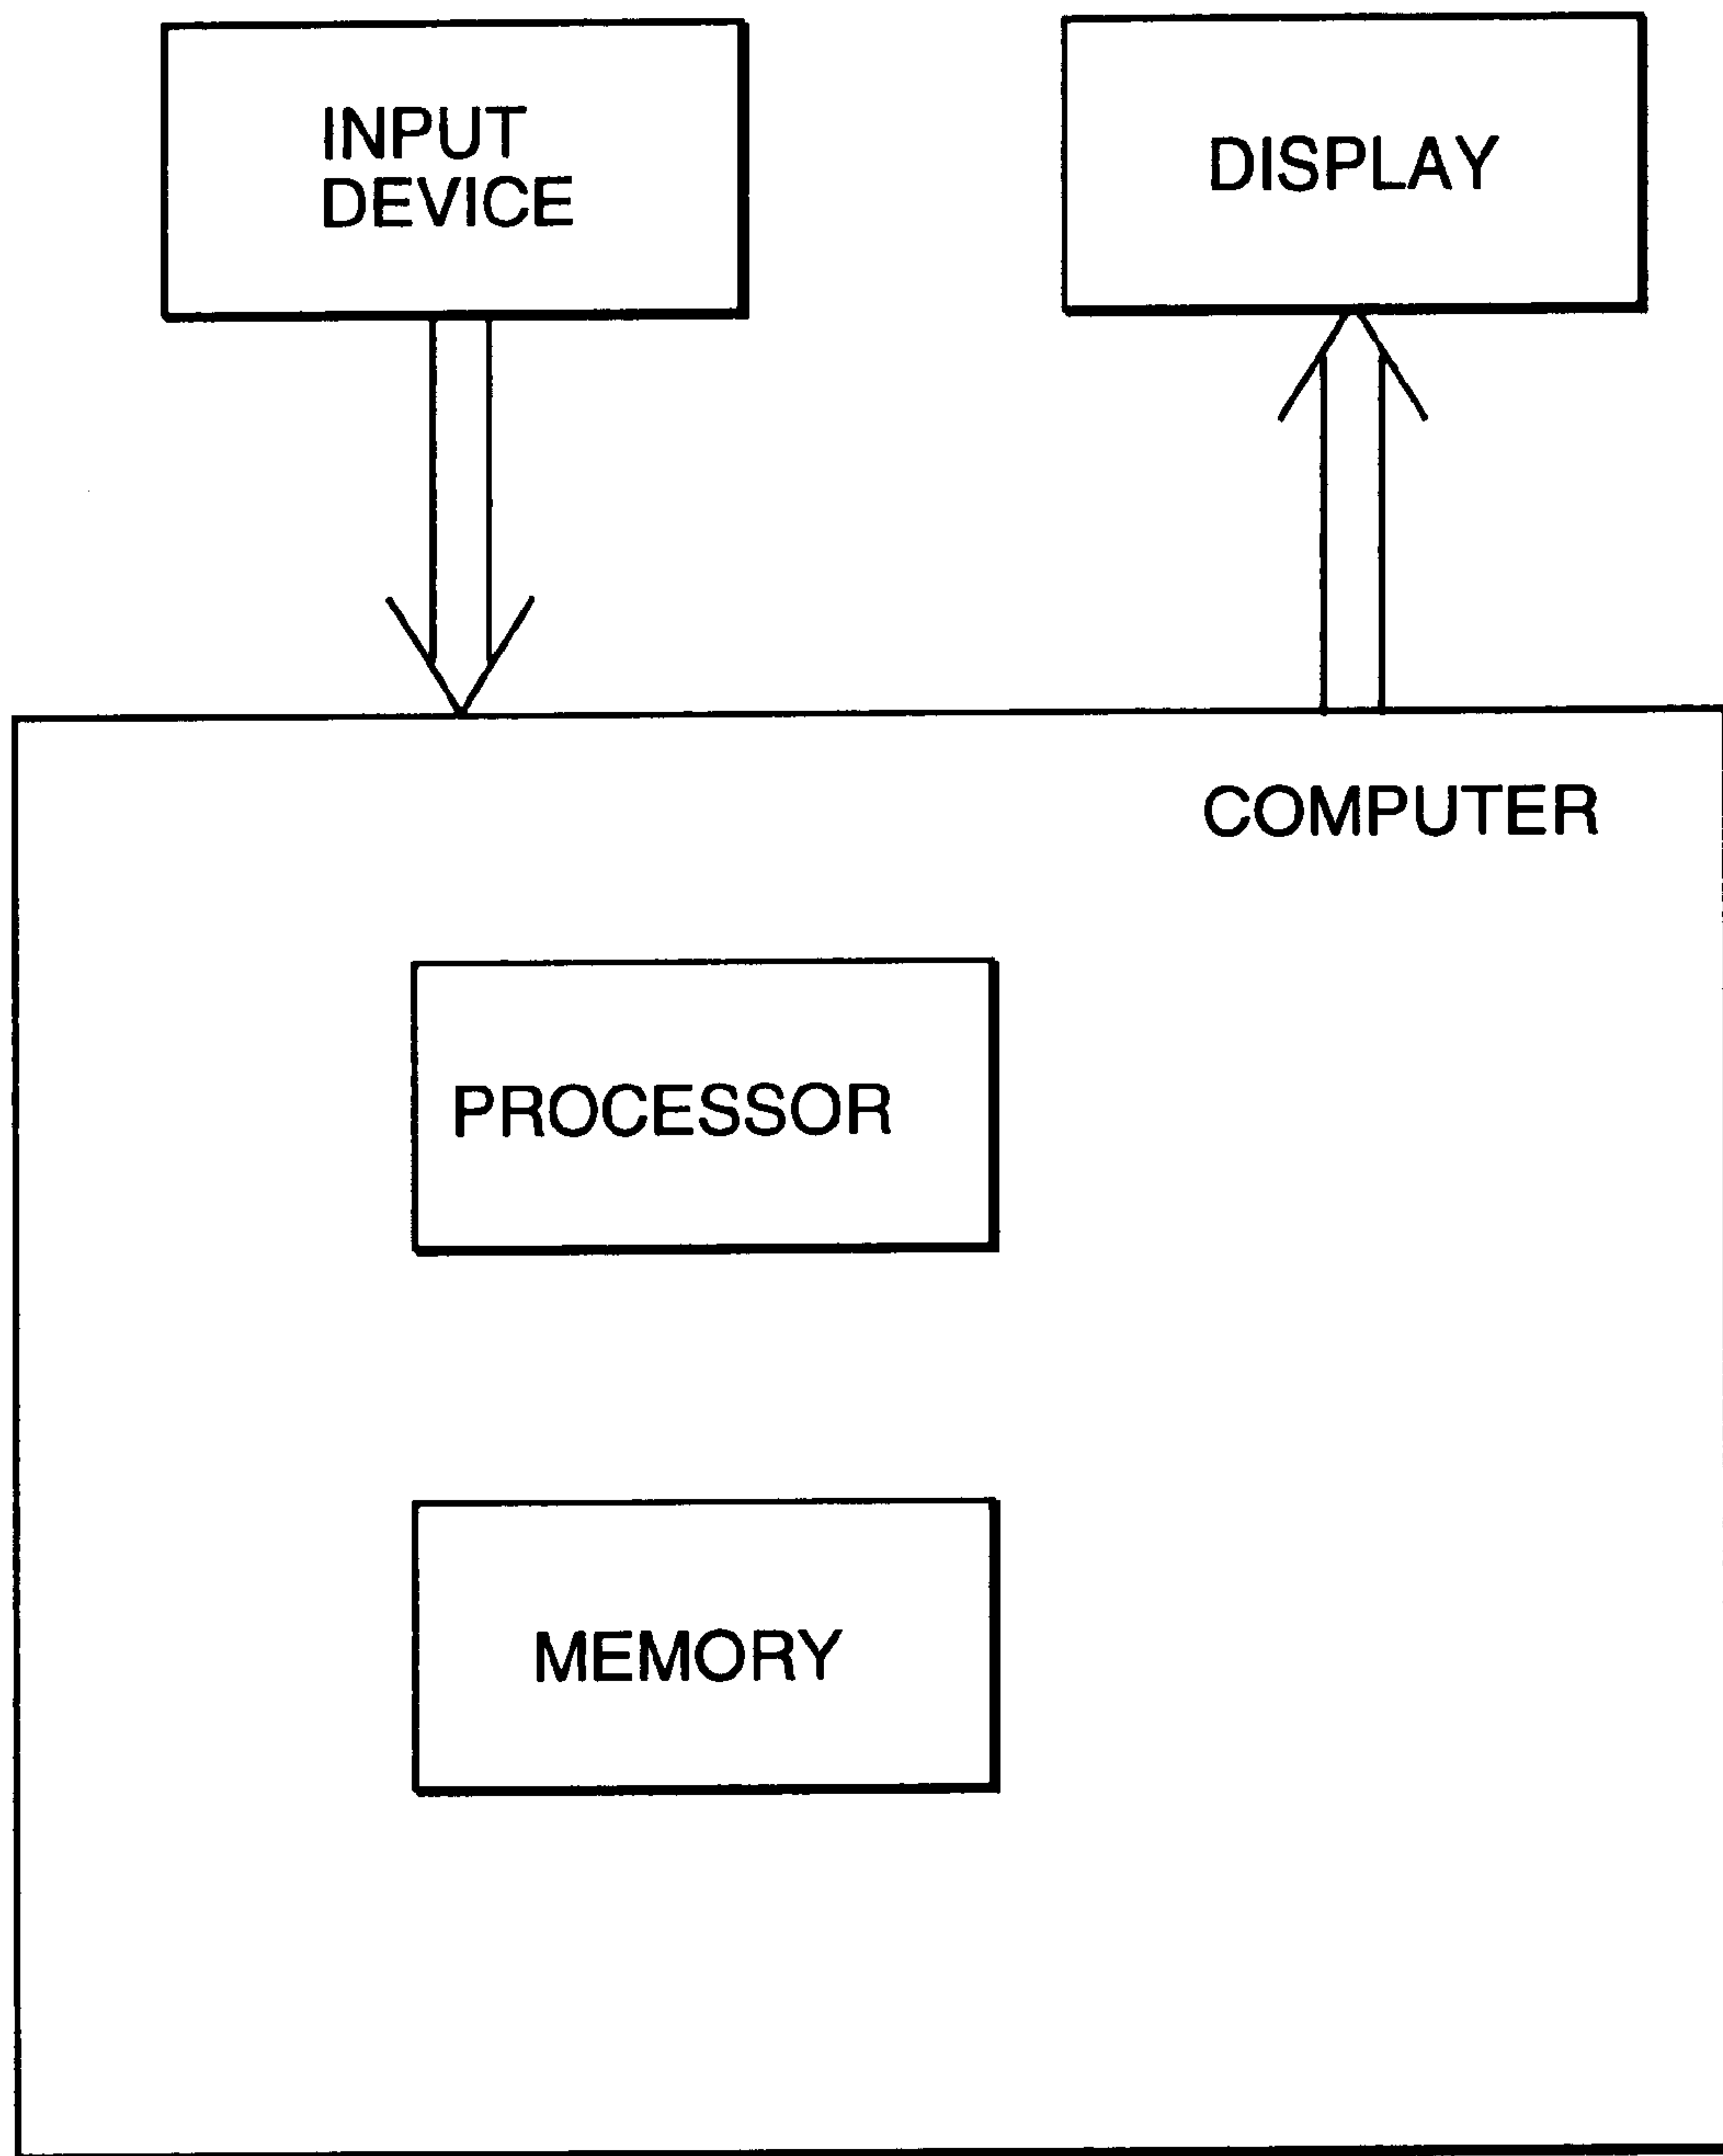 INPUT
DEVICE
DISPLAY
COMPUTER
PROCESSOR
MEMORY